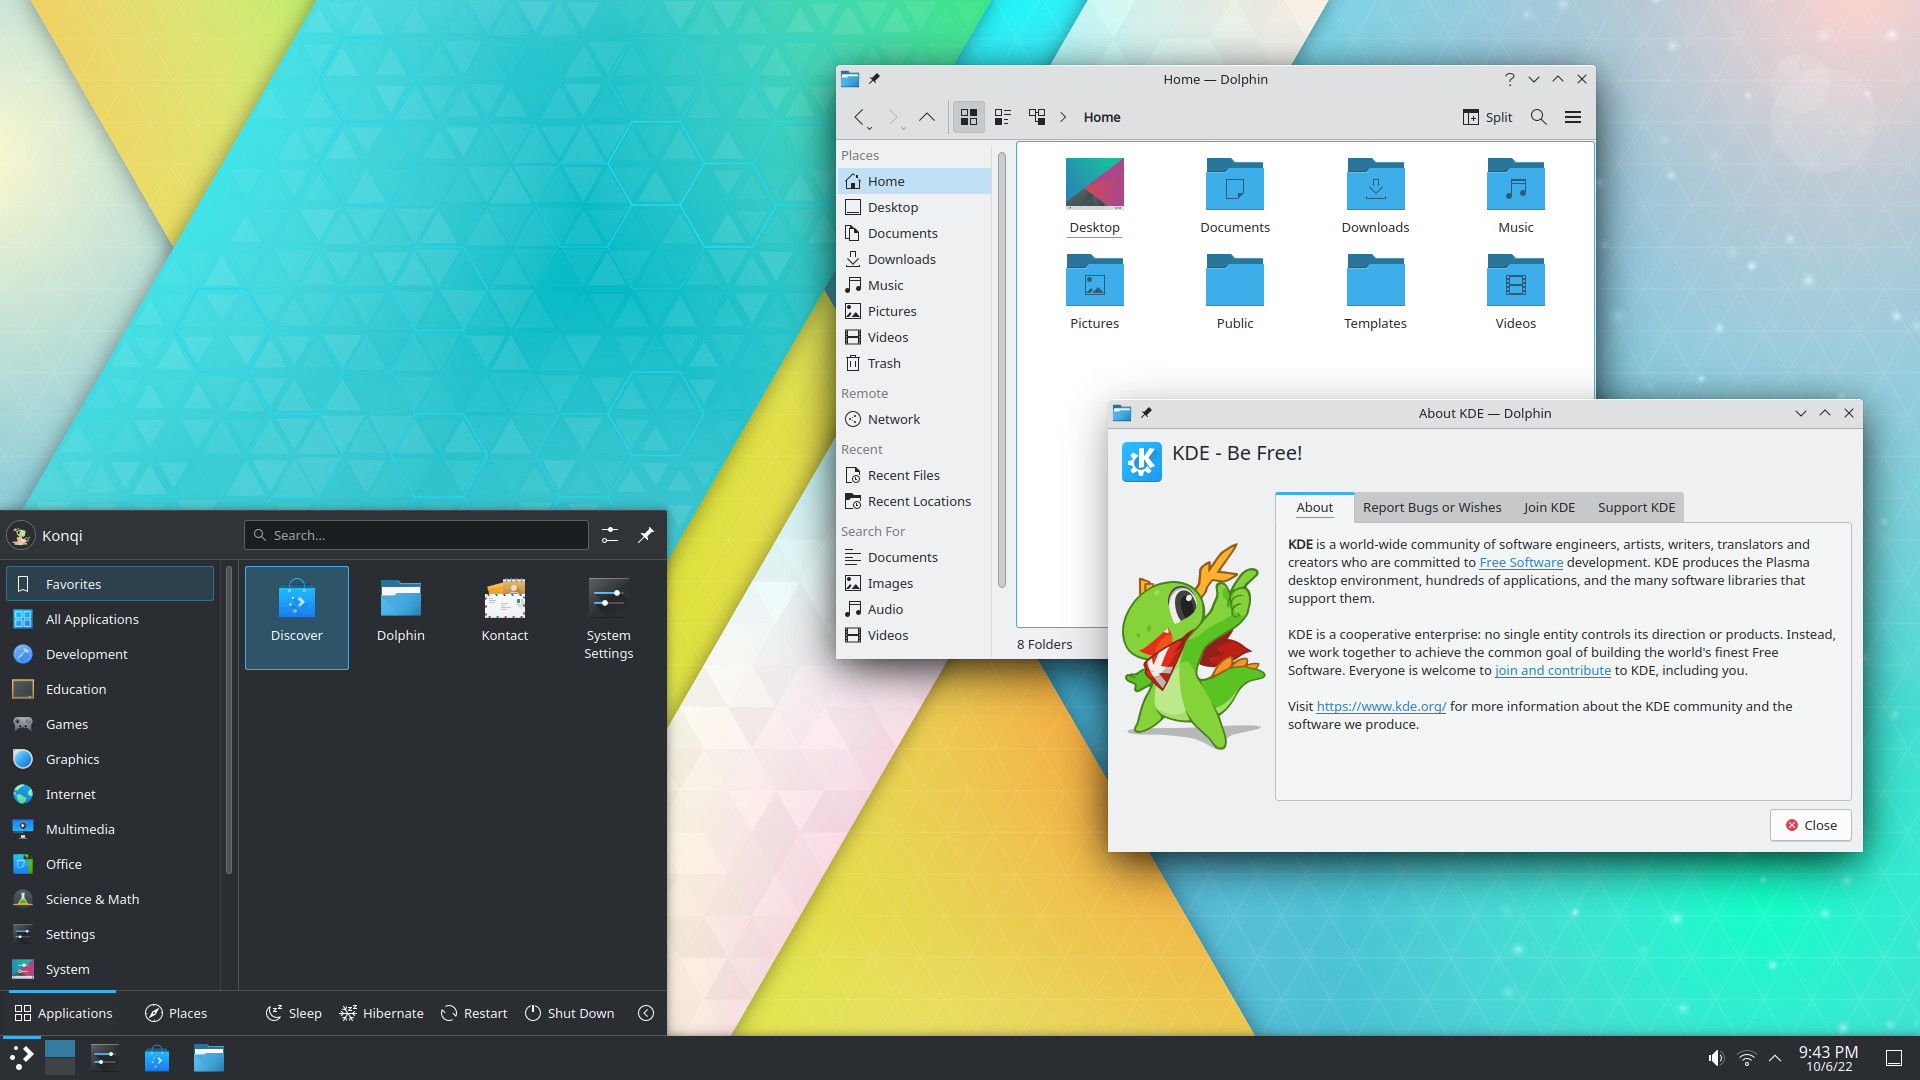 Home — Dolphin
Home
Split
Places
Home
Desktop
Documents
Downloads
Music
Pictures
Videos
Trash
Remote
Network
Recent
Recent Files
Recent Locations
Search For
Documents
Images
Audio
Videos
Desktop
Documents
Downloads
Music
Pictures
Public
Templates
Videos
8 Folders
About KDE — Dolphin
KDE - Be Free!
About
Report Bugs or Wishes
Join KDE
Support KDE
KDE is a world-wide community of software engineers, artists, writers, translators and
creators who are committed to Free Software development. KDE produces the Plasma
desktop environment, hundreds of applications, and the many software libraries that
support them.
KDE is a cooperative enterprise: no single entity controls its direction or products. Instead,
we work together to achieve the common goal of building the world's finest Free
Software. Everyone is welcome to join and contribute to KDE, including you.
Visit https://www.kde.org/ for more information about the KDE community and the
software we produce.
Close
Konqi
Search...
Favorites
All Applications
Development
Education
Games
Graphics
Internet
Multimedia
Office
Science & Math
Settings
System
Discover
Dolphin
Kontact
System
Settings
Applications
Places
Sleep
Hibernate
Restart
Shut Down
9:43 PM
10/6/22